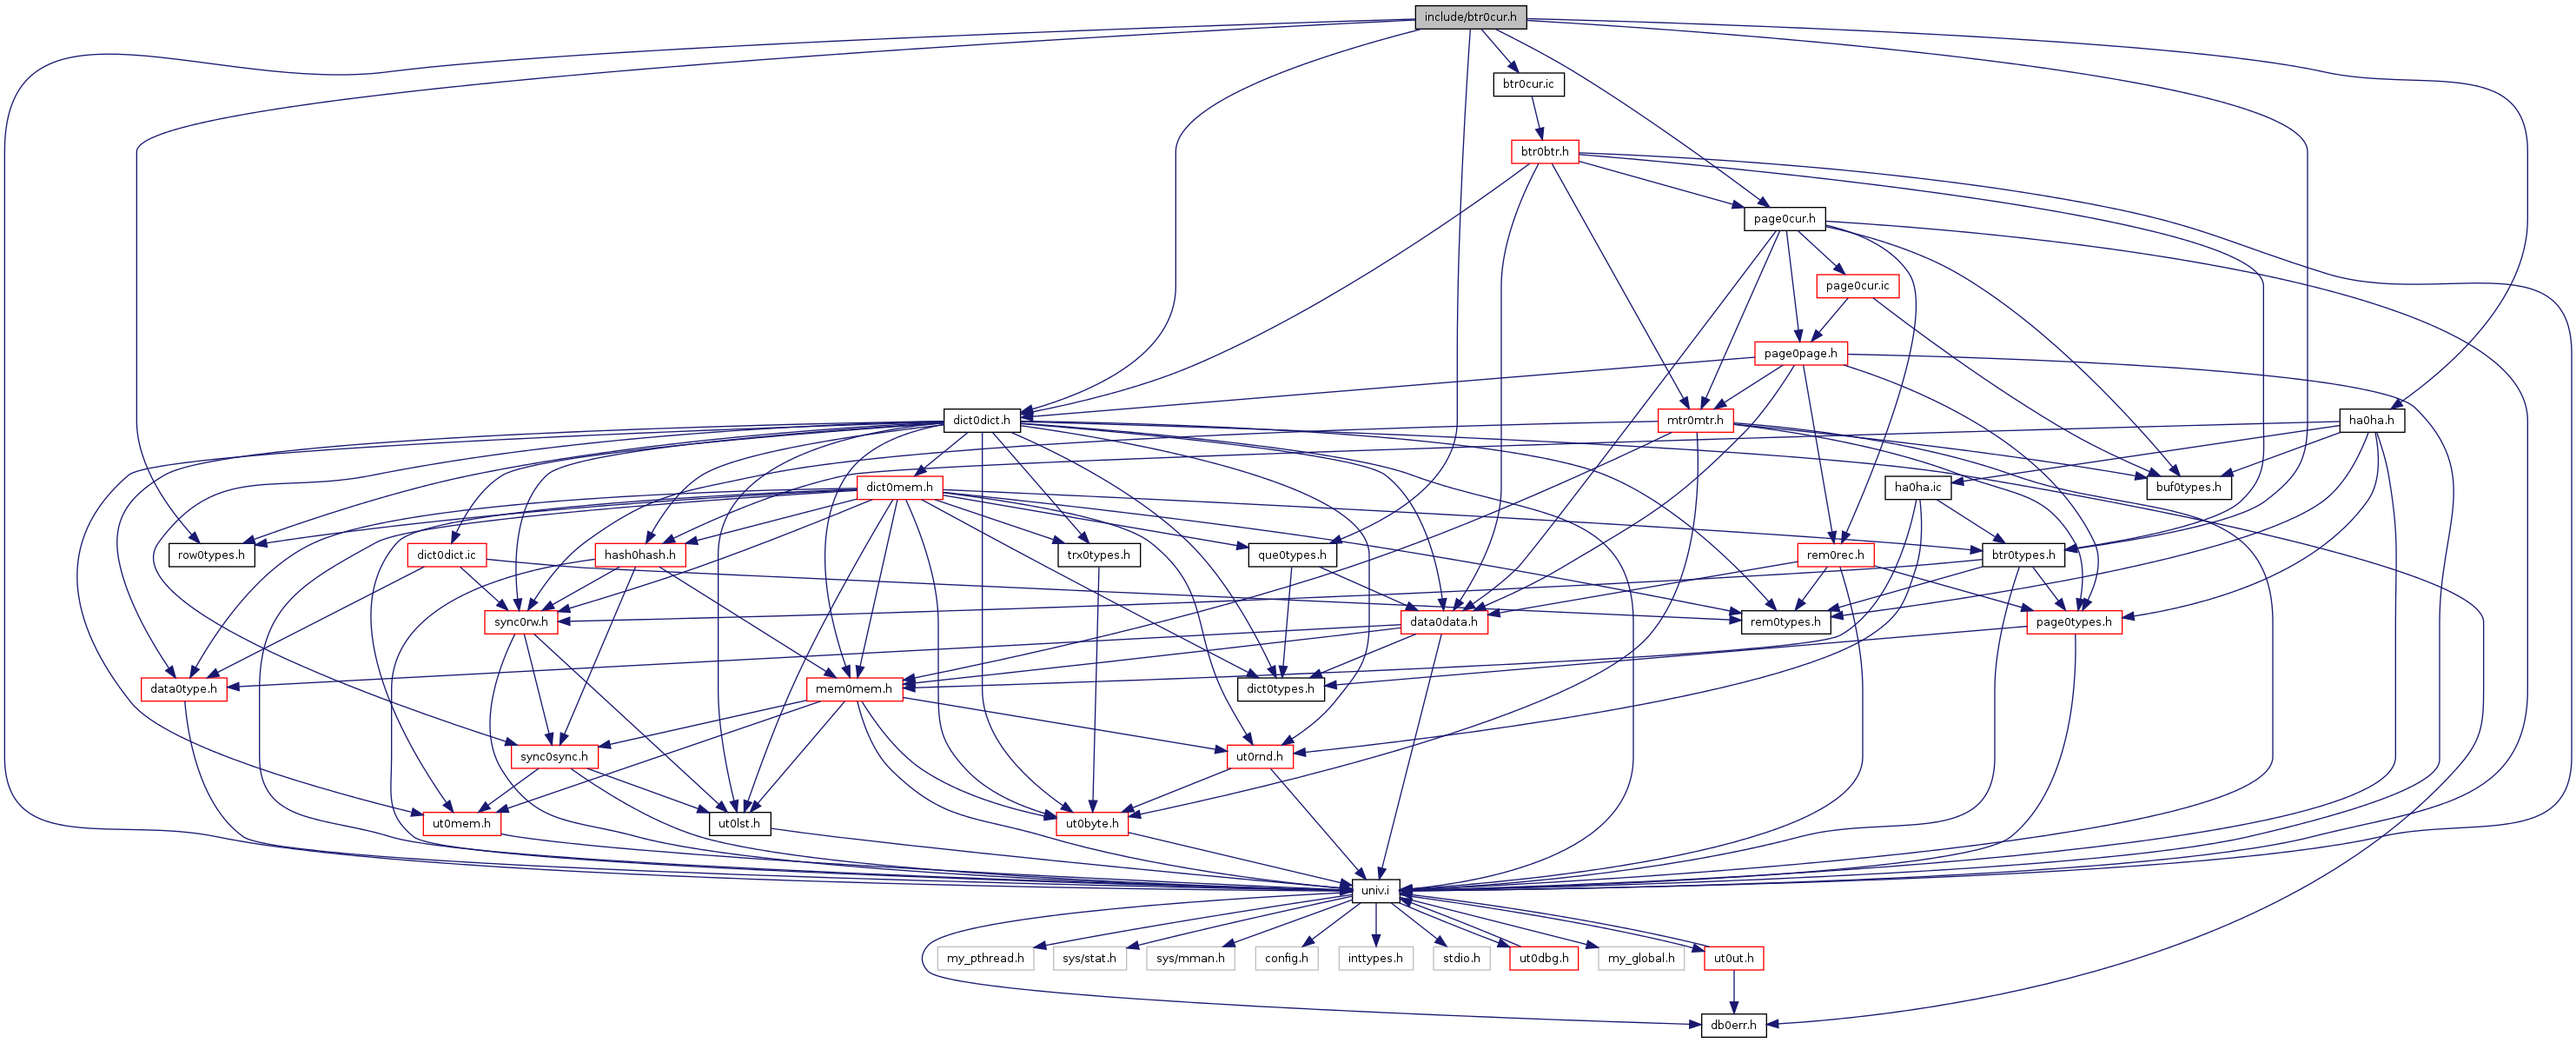 include/btr0cur.h
btr0cur.ic
btr0btr.h
page0cur.h
page0cur.ic
page0page.h
dict0dict.h
mtr0mtr.h
ha0ha.h
dict0mem.h
ha0ha.ic
buf0types.h
row0types.h
dict0dict.ic
hash0hash.h
trx0types.h
que0types.h
rem0rec.h
btr0types.h
sync0rw.h
data0data.h
rem0types.h
page0types.h
data0type.h
mem0mem.h
dict0types.h
sync0sync.h
ut0rnd.h
ut0mem.h
ut0lst.h
ut0byte.h
univ.i
my_pthread.h
sys/stat.h
sys/mman.h
config.h
inttypes.h
stdio.h
ut0dbg.h
my_global.h
ut0ut.h
db0err.h